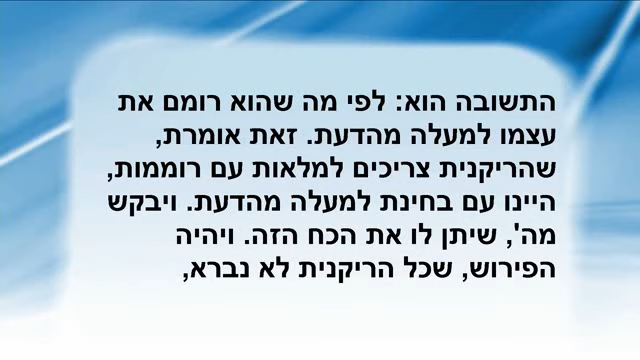 התשובה הוא: לפי מה שהוא רומם את
עצמו למעלה מהדעת. זאת אומרת,
שהריקנית צריכים למלאות עם רוממות,
היינו עם בחינת למעלה מהדעת. ויבקש
מה', שיתן לו את הכח הזה. ויהיה
הפירוש, שכל הריקנית לא נברא,